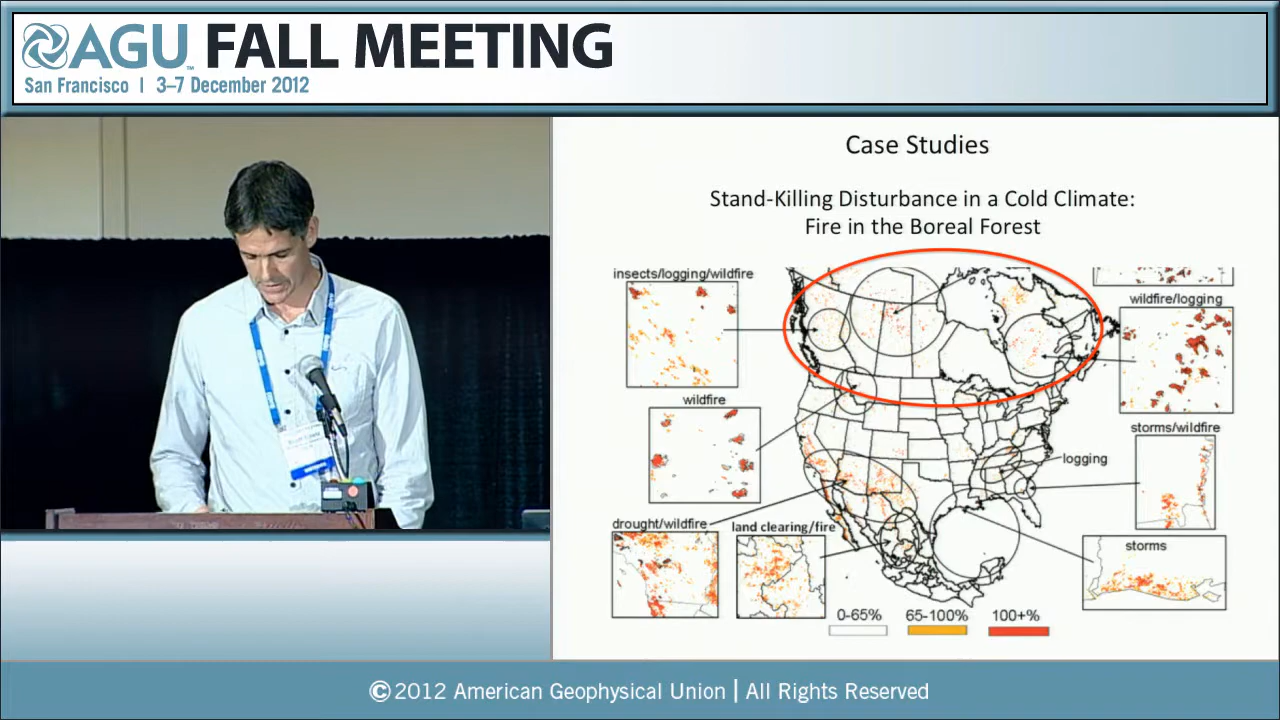 AGU FALL MEETING
San Francisco | 3–7 December 2012
Case Studies
Stand-Killing Disturbance in a Cold Climate:
Fire in the Boreal Forest
insects/logging/wildfire
wildfire/logging
wildfire
storms/wildfire
logging
drought/wildfire
land clearing/fire
storms
0-65%
65-100%
100+%
©2012 American Geophysical Union | All Rights Reserved